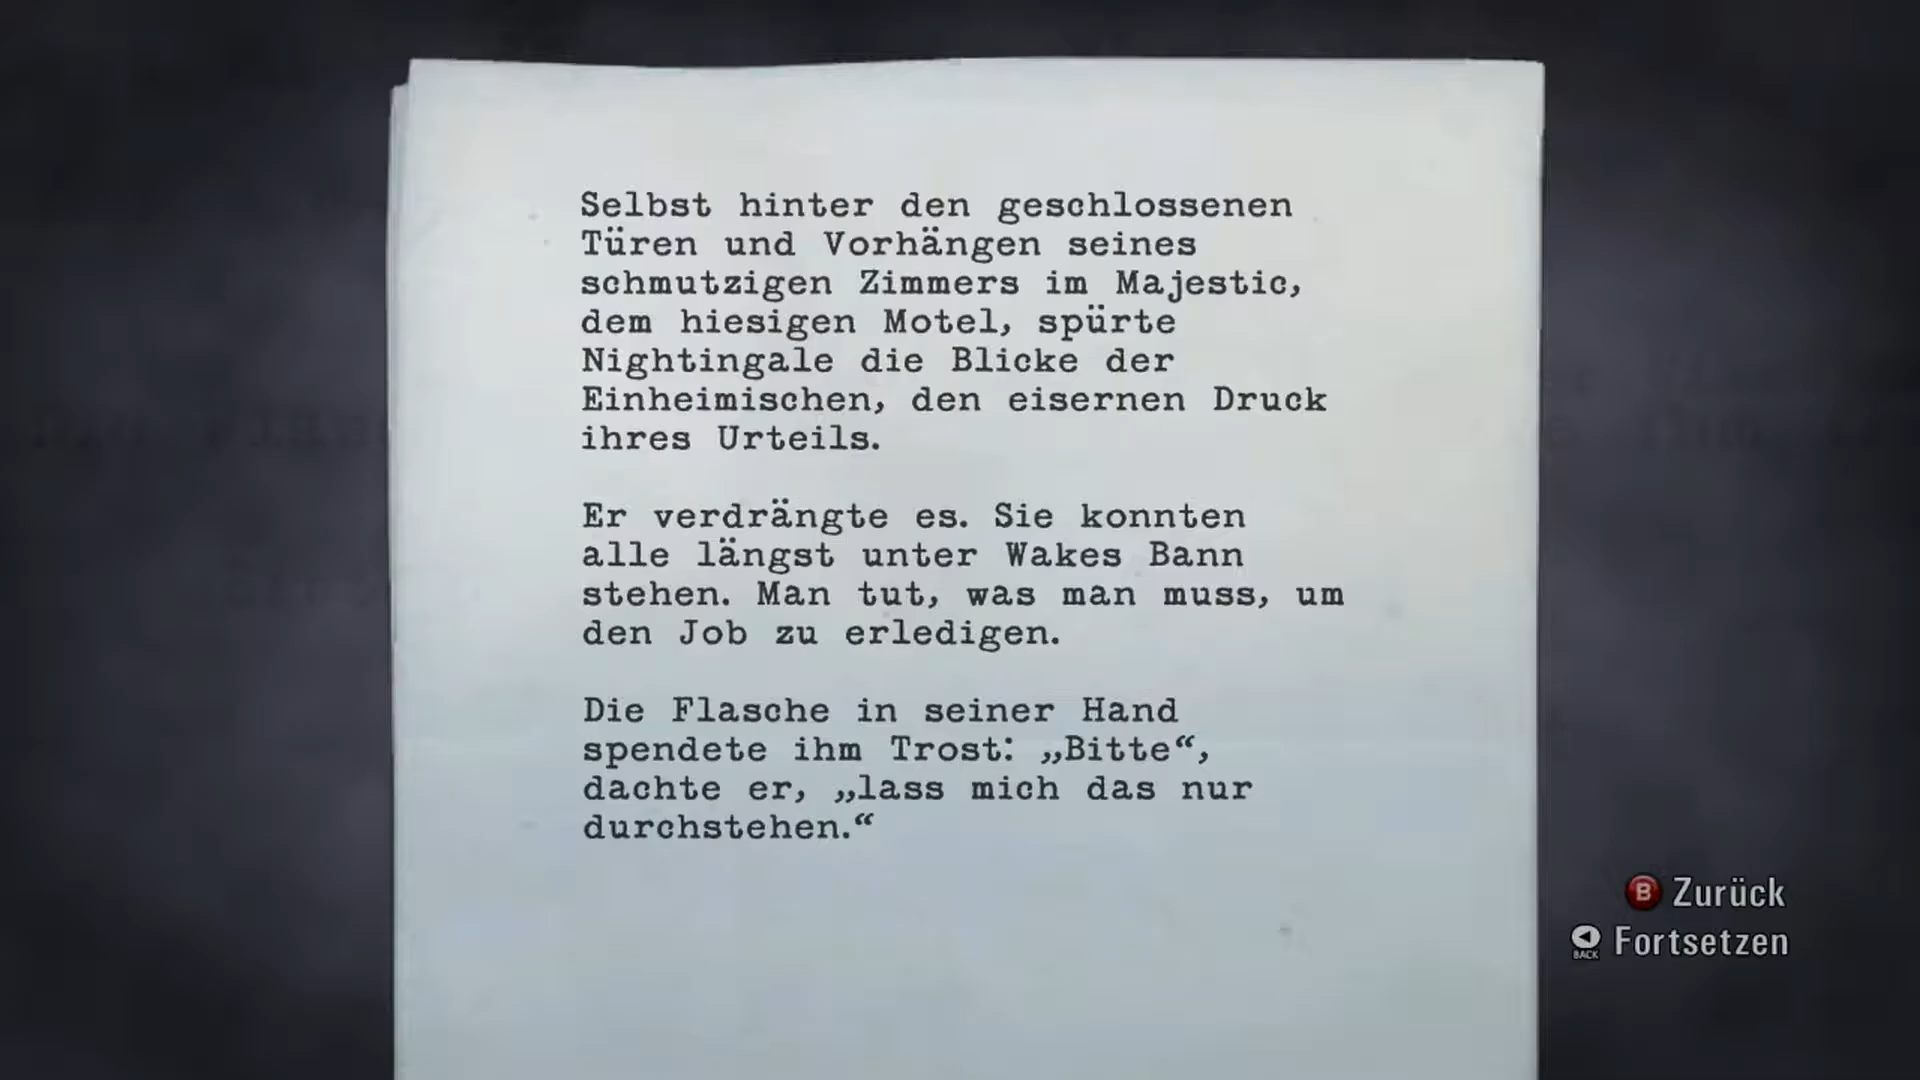 Selbst hinter den geschlossenen
Türen und Vorhängen seines
schmutzigen Zimmers im Majestic,
dem hiesigen Motel, spürte
Nightingale die Blicke der
Einheimischen, den eisernen Druck
ihres Urteils.
Er verdrängte es. Sie konnten
alle längst unter Wakes Bann
stehen. Man tut, was man muss, um
den Job zu erledigen.
Die Flasche in seiner Hand
spendete ihm Trost: „Bitte“,
dachte er, „lass mich das nur
durchstehen.“
B Zurück
BACK Fortsetzen